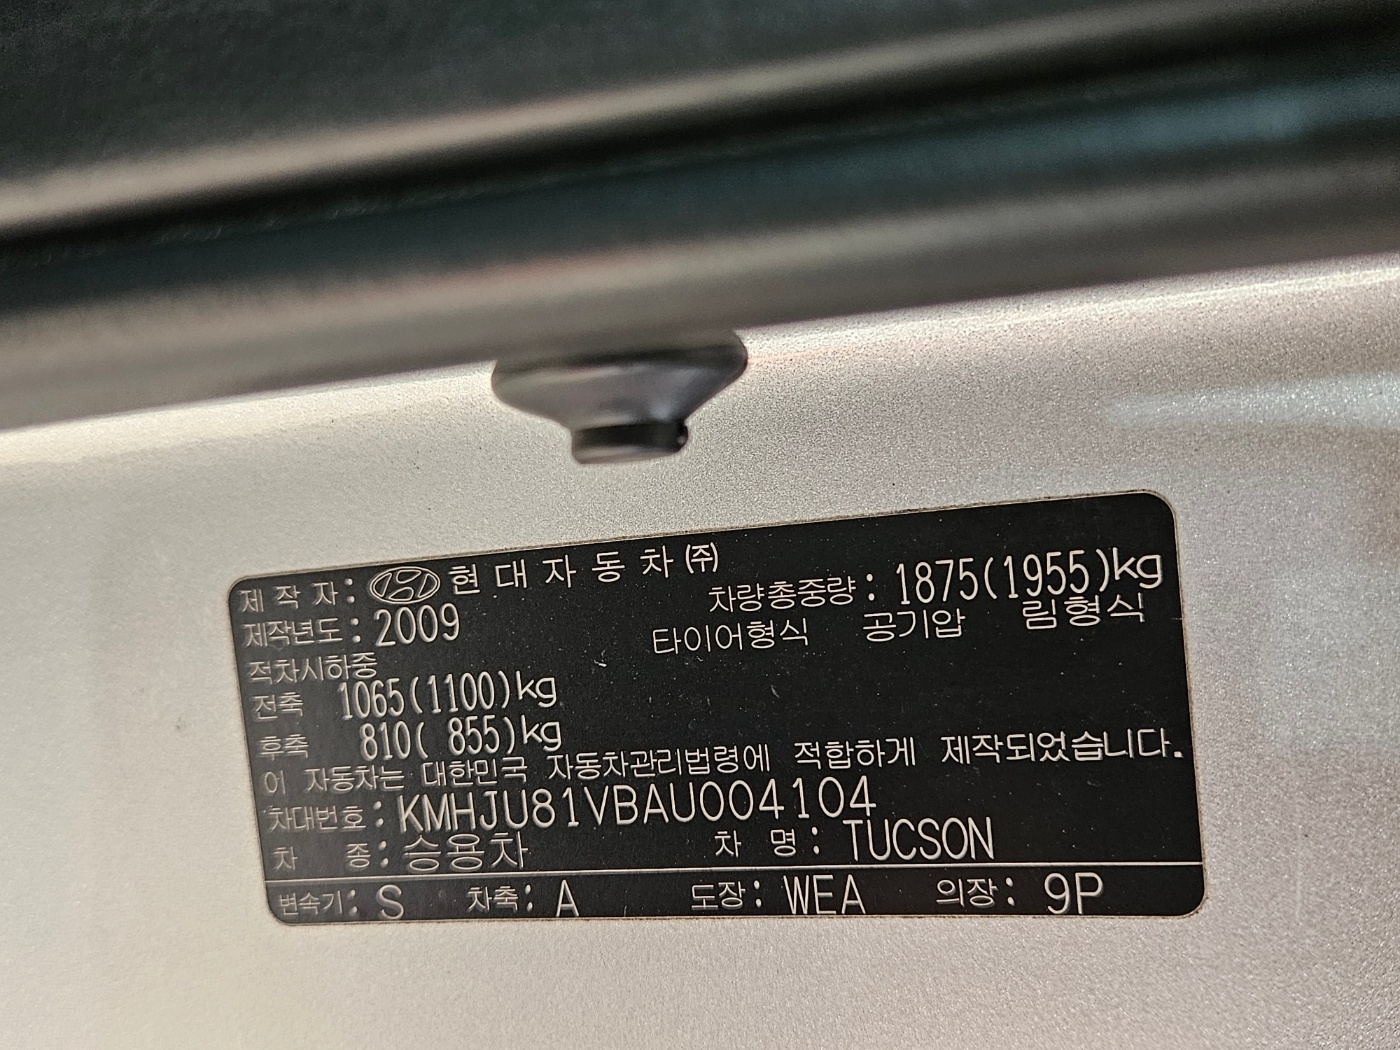 제 작 자 : 현 대 자 동 차 ㈜
차량총중량 : 1875(1955)kg
제작년도 : 2009
타이어형식 공기압 림형식
적차시하중
전축 1065(1100)kg
후축 810( 855)kg
이 자동차는 대한민국 자동차관리법령에 적합하게 제작되었습니다.
차대번호 : KMHJU81VBAU004104
차 종 : 승용차 차 명 : TUCSON
변속기 : S 차축 : A 도장 : WEA 의장 : 9P